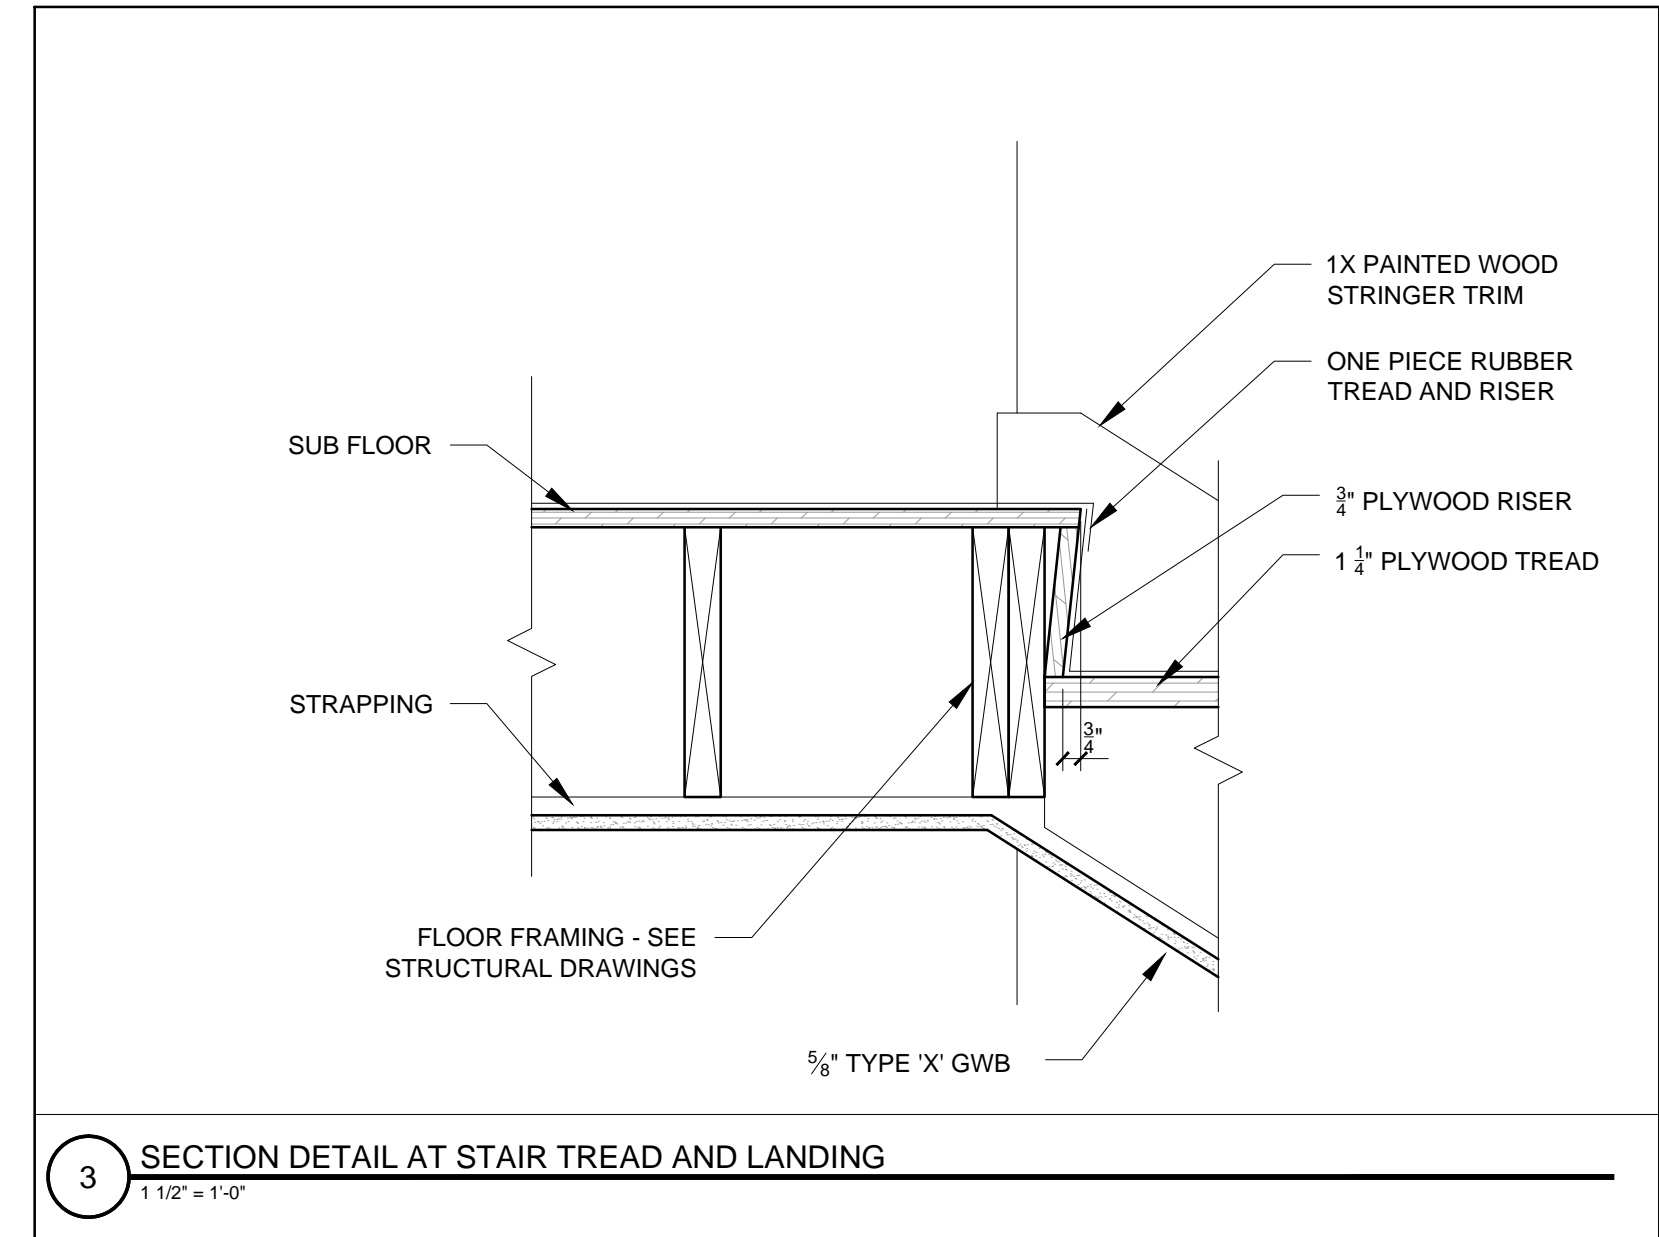 1X PAINTED WOOD
STRINGER TRIM
ONE PIECE RUBBER
TREAD AND RISER
SUB FLOOR
3/4" PLYWOOD RISER
1 1/4" PLYWOOD TREAD
STRAPPING
3/4"
FLOOR FRAMING - SEE
STRUCTURAL DRAWINGS
5/8" TYPE 'X' GWB
3
SECTION DETAIL AT STAIR TREAD AND LANDING
1 1/2" = 1'-0"